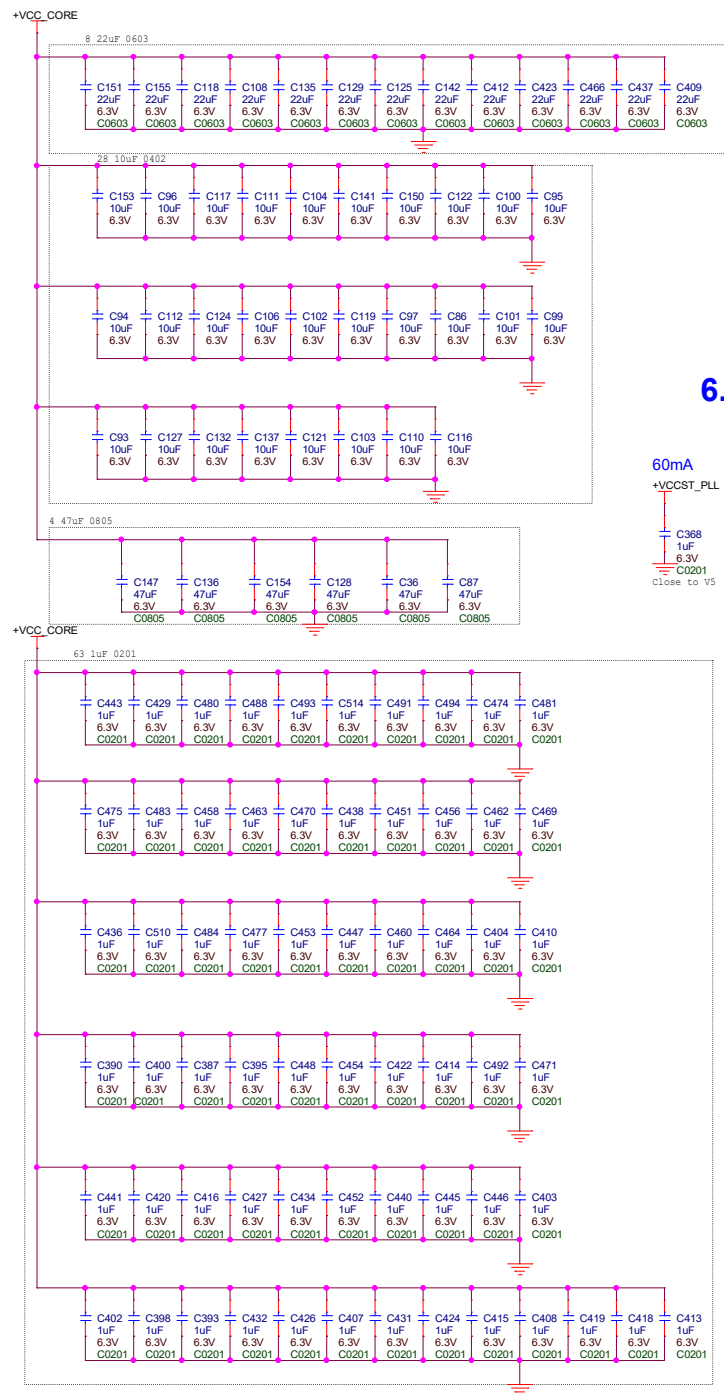 +VCC_CORE
8 22uF 0603
C151 C155 C118 C108 C135 C129 C125 C142 C412 C423 C466 C437 C409
22uF 22uF 22uF 22uF 22uF 22uF 22uF 22uF 22uF 22uF 22uF 22uF 22uF
6.3V 6.3V 6.3V 6.3V 6.3V 6.3V 6.3V 6.3V 6.3V 6.3V 6.3V 6.3V 6.3V
C0603 C0603 C0603 C0603 C0603 C0603 C0603 C0603 C0603 C0603 C0603 C0603 C0603
28 10uF 0402
C153 C96 C117 C111 C104 C141 C150 C122 C100 C95
10uF 10uF 10uF 10uF 10uF 10uF 10uF 10uF 10uF 10uF
6.3V 6.3V 6.3V 6.3V 6.3V 6.3V 6.3V 6.3V 6.3V 6.3V
C94 C112 C124 C106 C102 C119 C97 C86 C101 C99
10uF 10uF 10uF 10uF 10uF 10uF 10uF 10uF 10uF 10uF
6.3V 6.3V 6.3V 6.3V 6.3V 6.3V 6.3V 6.3V 6.3V 6.3V
6.
C93 C127 C132 C137 C121 C103 C110 C116
10uF 10uF 10uF 10uF 10uF 10uF 10uF 10uF
6.3V 6.3V 6.3V 6.3V 6.3V 6.3V 6.3V 6.3V
60mA
+VCCST_PLL
C368
1uF
6.3V
C0201
Close to V5
4 47uF 0805
C147 C136 C154 C128 C36 C87
47uF 47uF 47uF 47uF 47uF 47uF
6.3V 6.3V 6.3V 6.3V 6.3V 6.3V
C0805 C0805 C0805 C0805 C0805 C0805
+VCC_CORE
63 1uF 0201
C443 C429 C480 C488 C493 C514 C491 C494 C474 C481
1uF 1uF 1uF 1uF 1uF 1uF 1uF 1uF 1uF 1uF
6.3V 6.3V 6.3V 6.3V 6.3V 6.3V 6.3V 6.3V 6.3V 6.3V
C0201 C0201 C0201 C0201 C0201 C0201 C0201 C0201 C0201 C0201
C475 C483 C458 C463 C470 C438 C451 C456 C462 C469
1uF 1uF 1uF 1uF 1uF 1uF 1uF 1uF 1uF 1uF
6.3V 6.3V 6.3V 6.3V 6.3V 6.3V 6.3V 6.3V 6.3V 6.3V
C0201 C0201 C0201 C0201 C0201 C0201 C0201 C0201 C0201 C0201
C436 C510 C484 C477 C453 C447 C460 C464 C404 C410
1uF 1uF 1uF 1uF 1uF 1uF 1uF 1uF 1uF 1uF
6.3V 6.3V 6.3V 6.3V 6.3V 6.3V 6.3V 6.3V 6.3V 6.3V
C0201 C0201 C0201 C0201 C0201 C0201 C0201 C0201 C0201 C0201
C390 C400 C387 C395 C448 C454 C422 C414 C492 C471
1uF 1uF 1uF 1uF 1uF 1uF 1uF 1uF 1uF 1uF
6.3V 6.3V 6.3V 6.3V 6.3V 6.3V 6.3V 6.3V 6.3V 6.3V
C0201 C0201 C0201 C0201 C0201 C0201 C0201 C0201 C0201 C0201
C441 C420 C416 C427 C434 C452 C440 C445 C446 C403
1uF 1uF 1uF 1uF 1uF 1uF 1uF 1uF 1uF 1uF
6.3V 6.3V 6.3V 6.3V 6.3V 6.3V 6.3V 6.3V 6.3V 6.3V
C0201 C0201 C0201 C0201 C0201 C0201 C0201 C0201 C0201 C0201
C402 C398 C393 C432 C426 C407 C431 C424 C415 C408 C419 C418 C413
1uF 1uF 1uF 1uF 1uF 1uF 1uF 1uF 1uF 1uF 1uF 1uF 1uF
6.3V 6.3V 6.3V 6.3V 6.3V 6.3V 6.3V 6.3V 6.3V 6.3V 6.3V 6.3V 6.3V
C0201 C0201 C0201 C0201 C0201 C0201 C0201 C0201 C0201 C0201 C0201 C0201 C0201